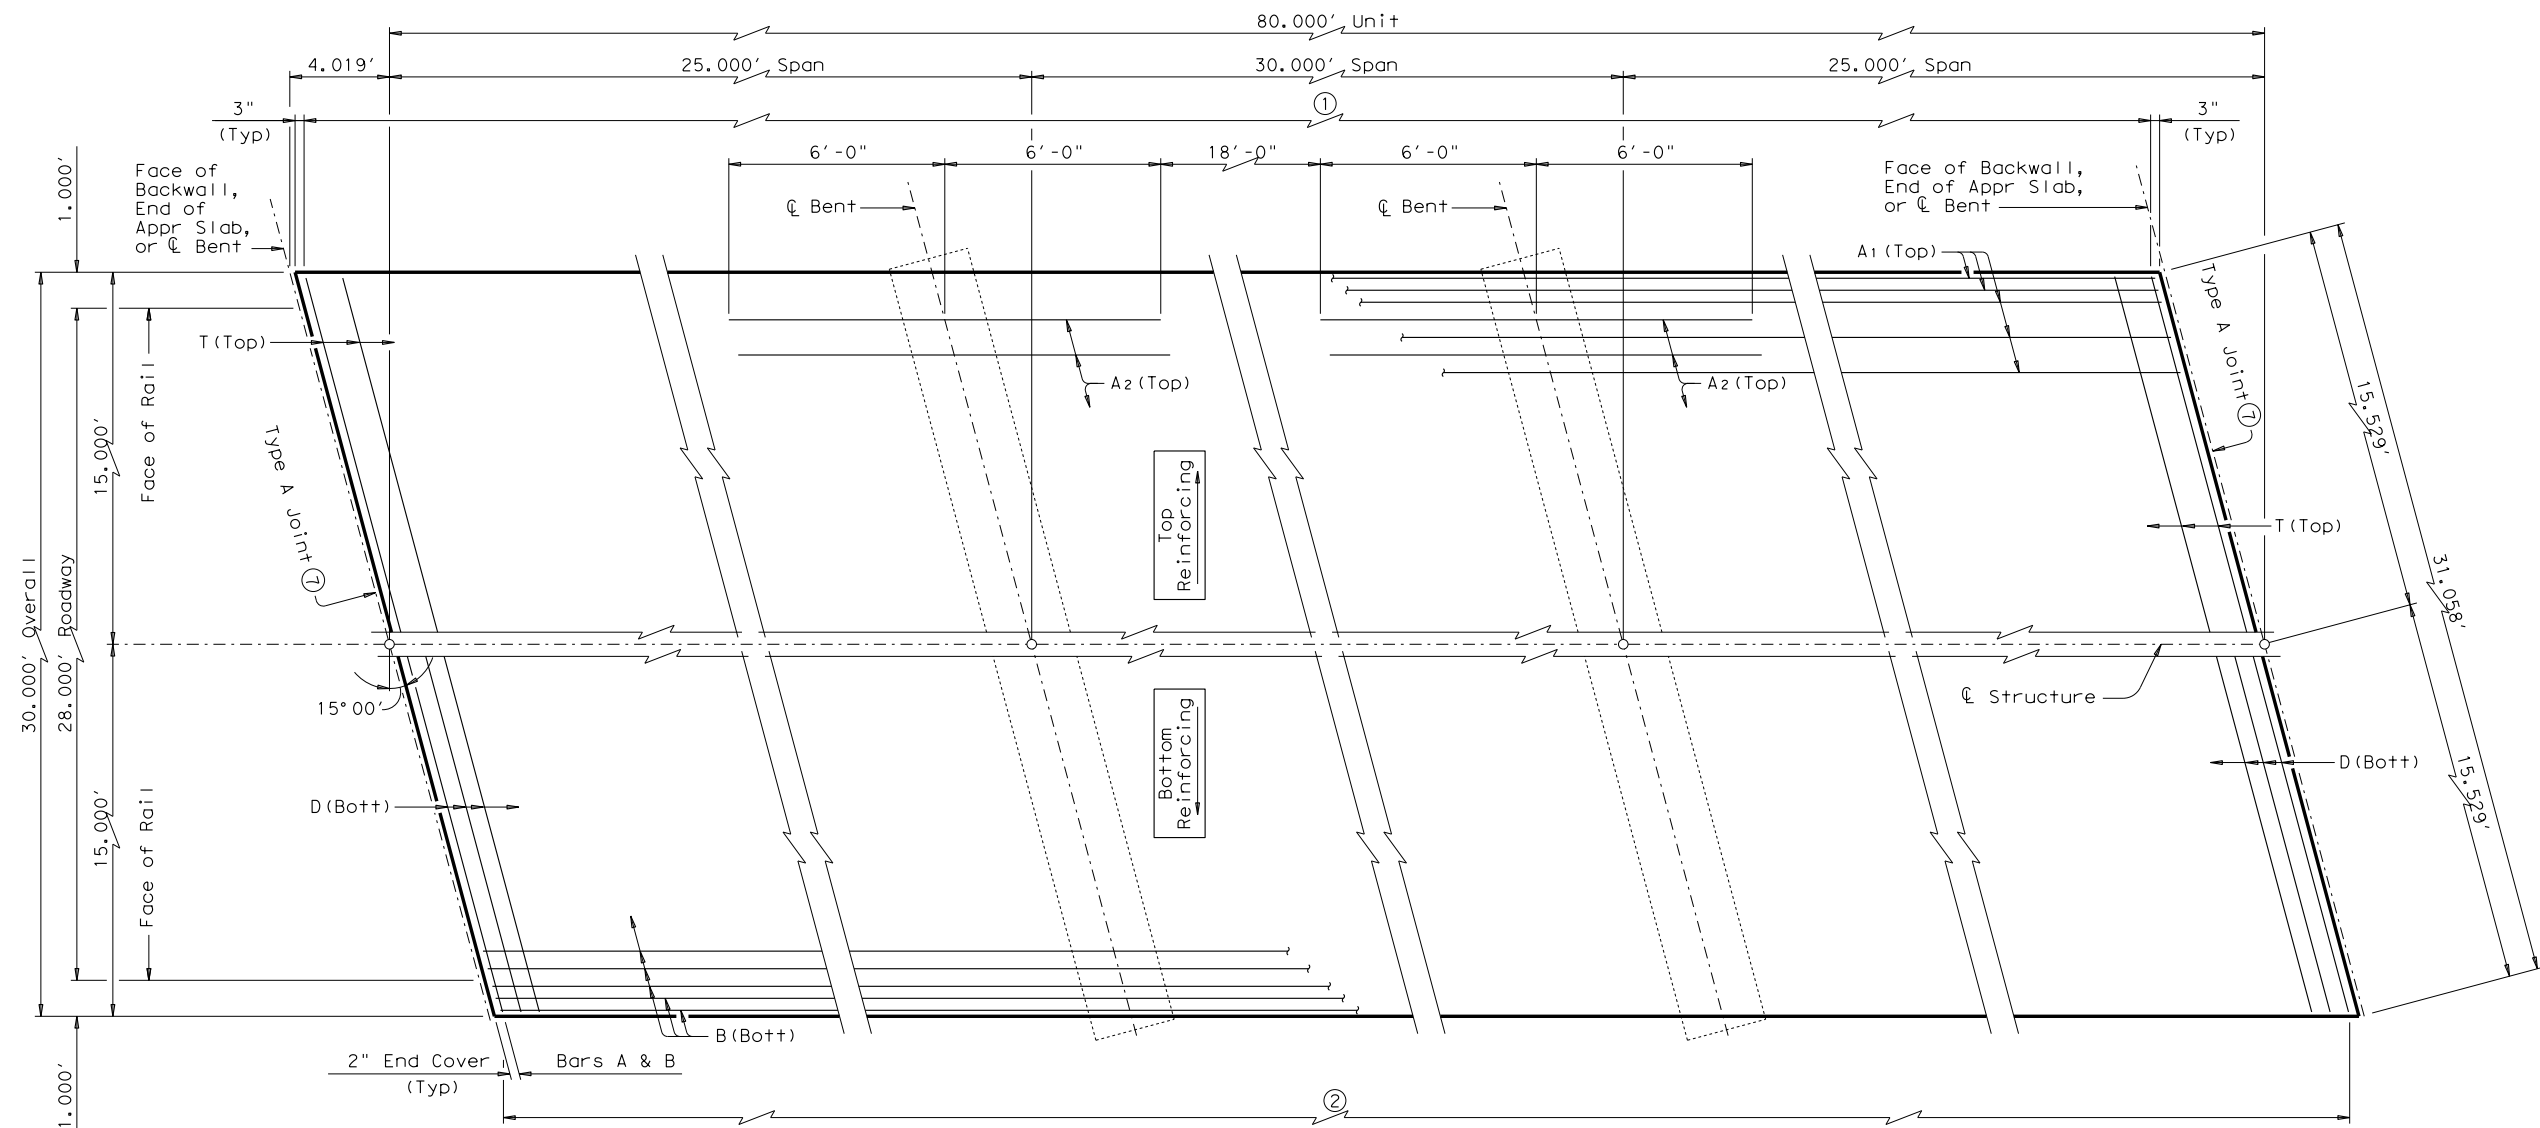 80.000' Unit
4.019'
25.000' Span
30.000' Span
25.000' Span
3"
(Typ)
①
3"
(Typ)
6'-0"
6'-0"
18'-0"
6'-0"
6'-0"
1.000'
Face of
Backwall,
End of
Appr Slab,
or ℄ Bent
℄ Bent
℄ Bent
Face of Backwall,
End of Appr Slab,
or ℄ Bent
A1(Top)
T(Top)
A2(Top)
A2(Top)
Type A Joint ⑦
Type A Joint ⑦
15.000'
Face of Rail
Top
Reinforcing
15.529'
31.058'
T(Top)
30.000' Overall
28.000' Roadway
15°00'
℄ Structure
Bottom
Reinforcing
D(Bott)
D(Bott)
15.529'
15.000'
Face of Rail
B(Bott)
2" End Cover
(Typ)
Bars A & B
1.000'
②